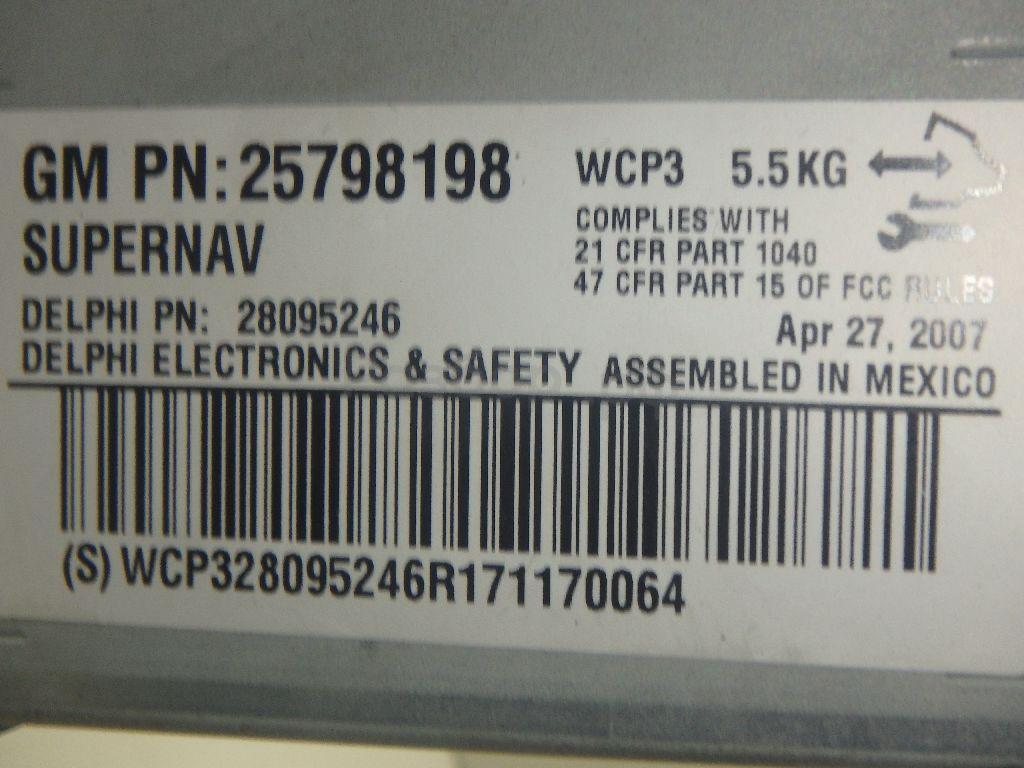 GM PN: 25798198
SUPERNAV
WCP3 5.5KG
COMPLIES WITH
21 CFR PART 1040
47 CFR PART 15 OF FCC RULES
DELPHI PN: 28095246
Apr 27, 2007
DELPHI ELECTRONICS & SAFETY ASSEMBLED IN MEXICO
(S) WCP328095246R171170064